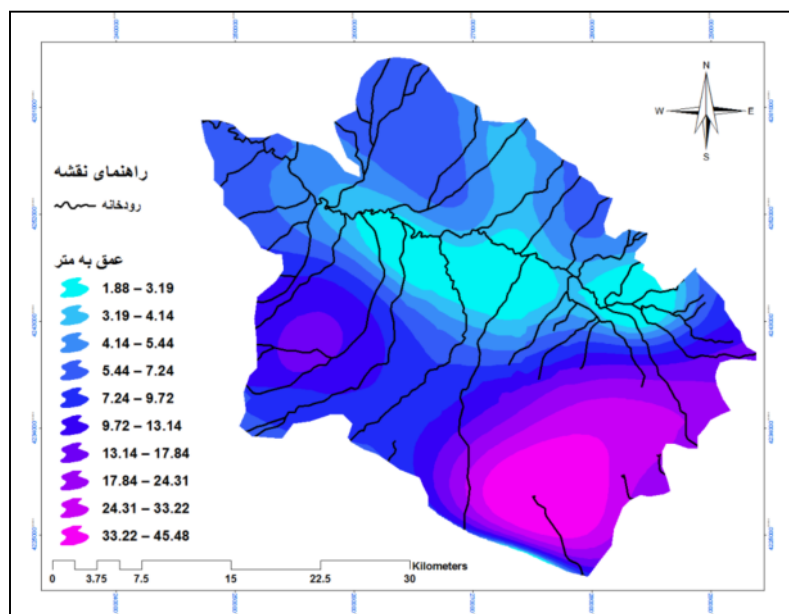 N
W E
S
راهنمای نقشه
رودخانه
عمق به متر
1.88 – 3.19
3.19 – 4.14
4.14 – 5.44
5.44 – 7.24
7.24 – 9.72
9.72 – 13.14
13.14 – 17.84
17.84 – 24.31
24.31 – 33.22
33.22 – 45.48
Kilometers
0 3.75 7.5 15 22.5 30